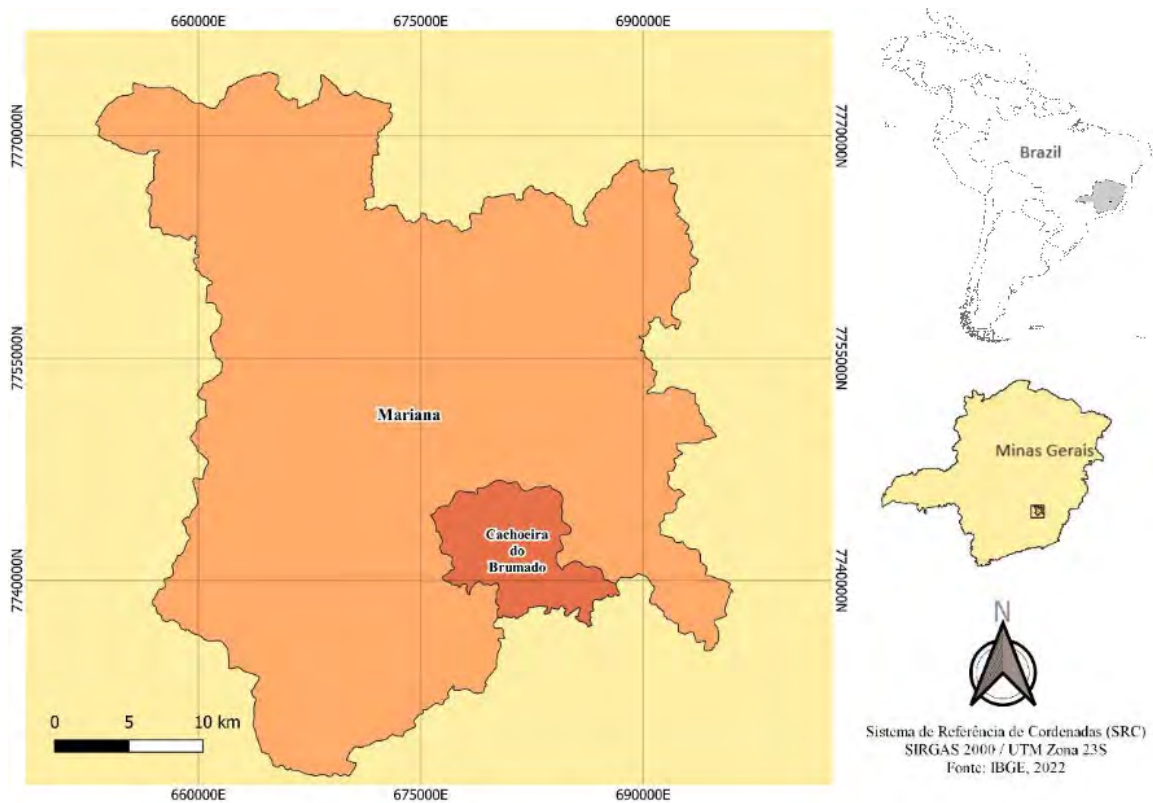 660000E 675000E 690000E
7770000N 7770000N
7755000N 7755000N
7740000N 7740000N
Mariana
Cachoeira
do
Brumado
0 5 10 km
660000E 675000E 690000E
Brazil
Minas Gerais
N
Sistema de Referência de Cordenadas (SRC)
SIRGAS 2000 / UTM Zona 23S
Fonte: IBGE, 2022